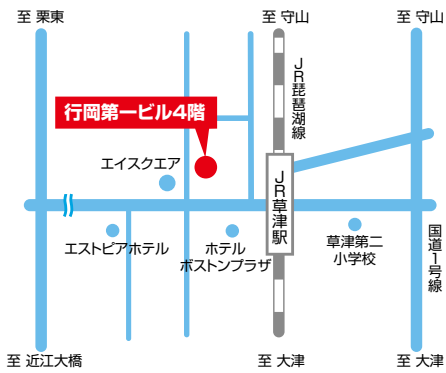 至 栗東
至 守山
至 守山
行岡第一ビル4階
JR琵琶湖線
エイスクエア
JR草津駅
エストピアホテル
ホテル
ボストンプラザ
草津第二
小学校
国道1号線
至 近江大橋
至 大津
至 大津